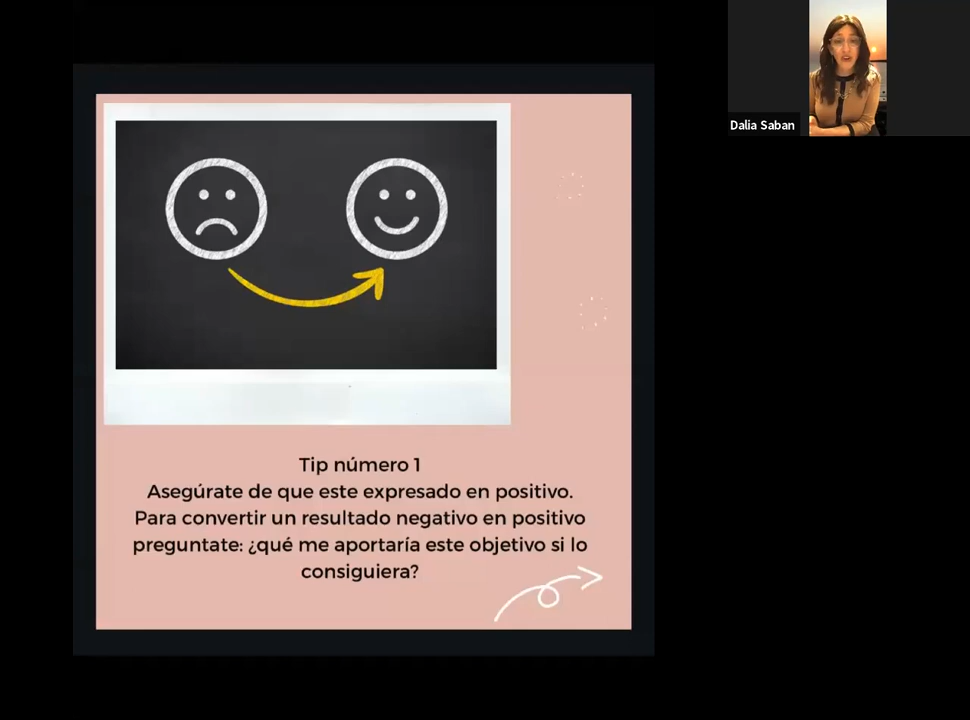 Dalia Saban
Tip número 1
Asegúrate de que este expresado en positivo.
Para convertir un resultado negativo en positivo
preguntate: ¿qué me aportaría este objetivo si lo
consiguiera?